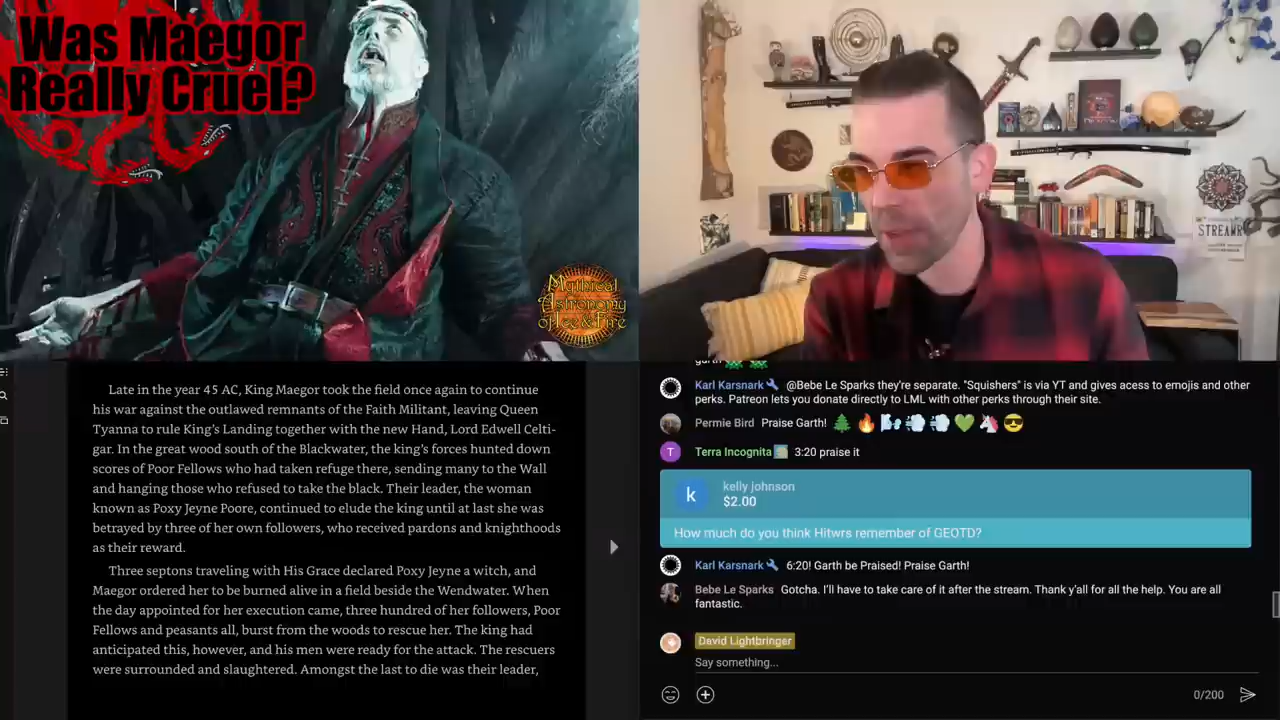 Was Maegor
Really Cruel?
Mythical
Astronomy
of Ice & Fire
STREAMR
Late in the year 45 AC, King Maegor took the field once again to continue
his war against the outlawed remnants of the Faith Militant, leaving Queen
Tyanna to rule King's Landing together with the new Hand, Lord Edwell Celti-
gar. In the great wood south of the Blackwater, the king's forces hunted down
scores of Poor Fellows who had taken refuge there, sending many to the Wall
and hanging those who refused to take the black. Their leader, the woman
known as Poxy Jeyne Poore, continued to elude the king until at last she was
betrayed by three of her own followers, who received pardons and knighthoods
as their reward.
Three septons traveling with His Grace declared Poxy Jeyne a witch, and
Maegor ordered her to be burned alive in a field beside the Wendwater. When
the day appointed for her execution came, three hundred of her followers, Poor
Fellows and peasants all, burst from the woods to rescue her. The king had
anticipated this, however, and his men were ready for the attack. The rescuers
were surrounded and slaughtered. Amongst the last to die was their leader,
garth
Karl Karsnark @Bebe Le Sparks they're separate. "Squishers" is via YT and gives acess to emojis and other
perks. Patreon lets you donate directly to LML with other perks through their site.
Permie Bird Praise Garth! 🌲🔥🌬️💨💨💚🦄😎
T Terra Incognita 3:20 praise it
k kelly johnson
$2.00
How much do you think Hitwrs remember of GEOTD?
Karl Karsnark 6:20! Garth be Praised! Praise Garth!
Bebe Le Sparks Gotcha. I'll have to take care of it after the stream. Thank y'all for all the help. You are all
fantastic.
David Lightbringer
Say something...
0/200